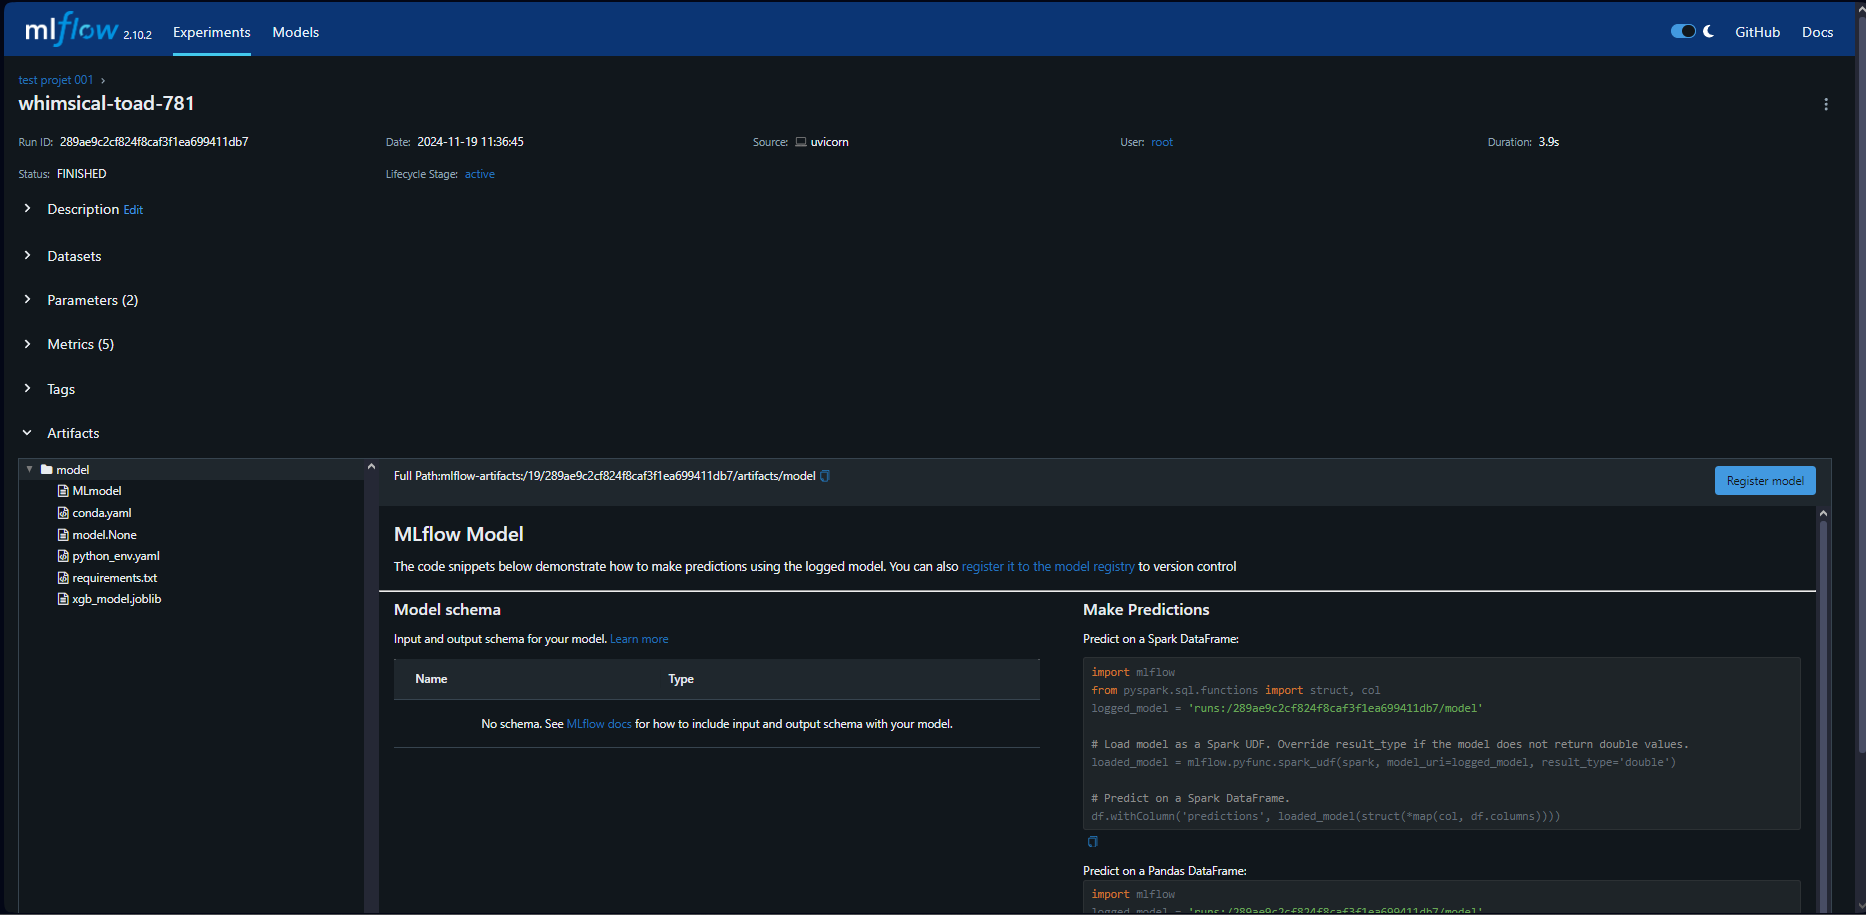 mlflow 2.10.2 Experiments Models GitHub Docs
test projet 001 ›
whimsical-toad-781
Run ID: 289ae9c2cf824f8caf3f1ea699411db7 Date: 2024-11-19 11:36:45 Source: uvicorn User: root Duration: 3.9s
Status: FINISHED Lifecycle Stage: active
Description Edit
Datasets
Parameters (2)
Metrics (5)
Tags
Artifacts
model
MLmodel
conda.yaml
model.None
python_env.yaml
requirements.txt
xgb_model.joblib
Full Path:mlflow-artifacts:/19/289ae9c2cf824f8caf3f1ea699411db7/artifacts/model
Register model
MLflow Model
The code snippets below demonstrate how to make predictions using the logged model. You can also register it to the model registry to version control
Model schema
Input and output schema for your model. Learn more
Name Type
No schema. See MLflow docs for how to include input and output schema with your model.
Make Predictions
Predict on a Spark DataFrame:
import mlflow
from pyspark.sql.functions import struct, col
logged_model = 'runs:/289ae9c2cf824f8caf3f1ea699411db7/model'
# Load model as a Spark UDF. Override result_type if the model does not return double values.
loaded_model = mlflow.pyfunc.spark_udf(spark, model_uri=logged_model, result_type='double')
# Predict on a Spark DataFrame.
df.withColumn('predictions', loaded_model(struct(*map(col, df.columns))))
Predict on a Pandas DataFrame:
import mlflow
logged_model = 'runs:/289ae9c2cf824f8caf3f1ea699411db7/model'